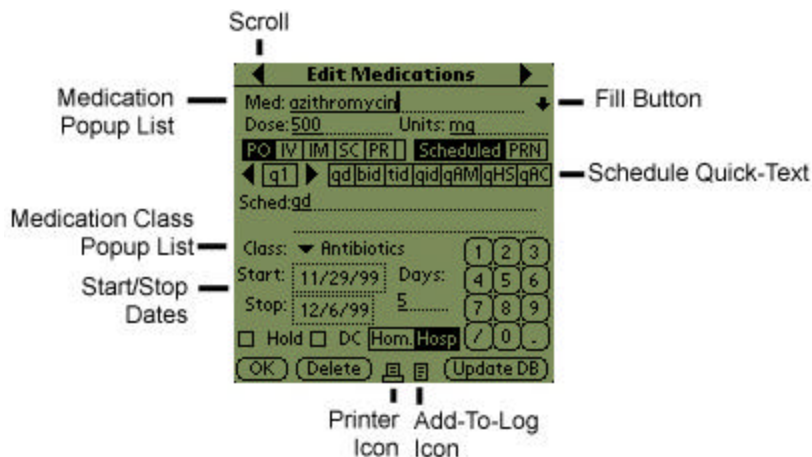 Scroll
Edit Medications
Medication
Popup List
Med: azithromycin
Fill Button
Dose: 500 Units: mg
PO IV IM SC PR Scheduled PRN
q1 qd bid tid qid qAM qHS qAC
Schedule Quick-Text
Sched: qd
Medication Class
Popup List
Class: Antibiotics
1 2 3
Start/Stop
Dates
Start: 11/29/99 Days:
4 5 6
Stop: 12/6/99 5
7 8 9
Hold DC Hom. Hosp
/ 0 .
OK Delete Update DB
Printer
Icon
Add-To-Log
Icon